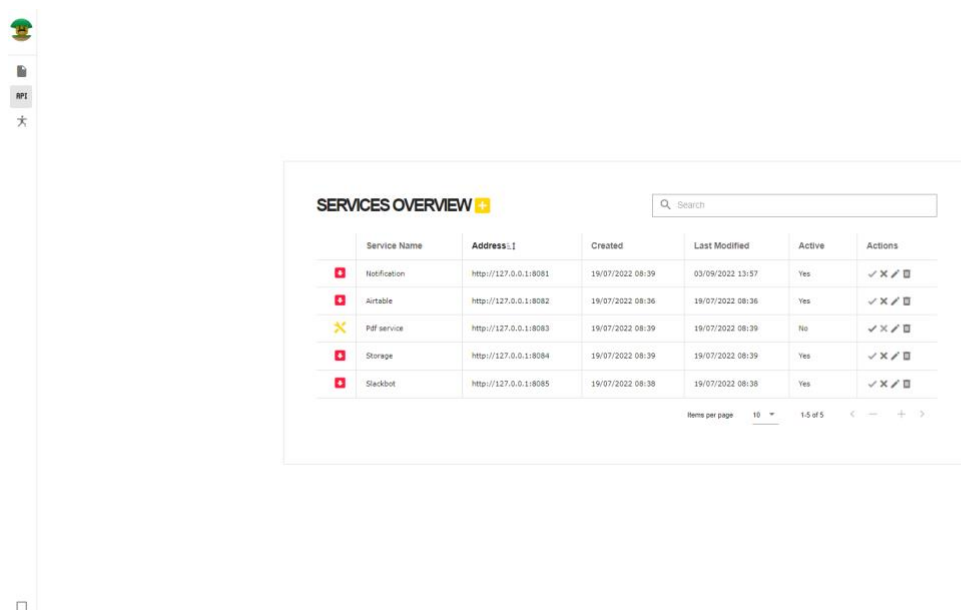 API
SERVICES OVERVIEW
Search
Service Name Address Created Last Modified Active Actions
Notification http://127.0.0.1:8081 19/07/2022 08:39 03/09/2022 13:57 Yes
Airtable http://127.0.0.1:8082 19/07/2022 08:36 19/07/2022 08:36 Yes
Pdf service http://127.0.0.1:8083 19/07/2022 08:39 19/07/2022 08:39 No
Storage http://127.0.0.1:8084 19/07/2022 08:39 19/07/2022 08:39 Yes
Slackbot http://127.0.0.1:8085 19/07/2022 08:38 19/07/2022 08:38 Yes
Items per page 10 1-5 of 5